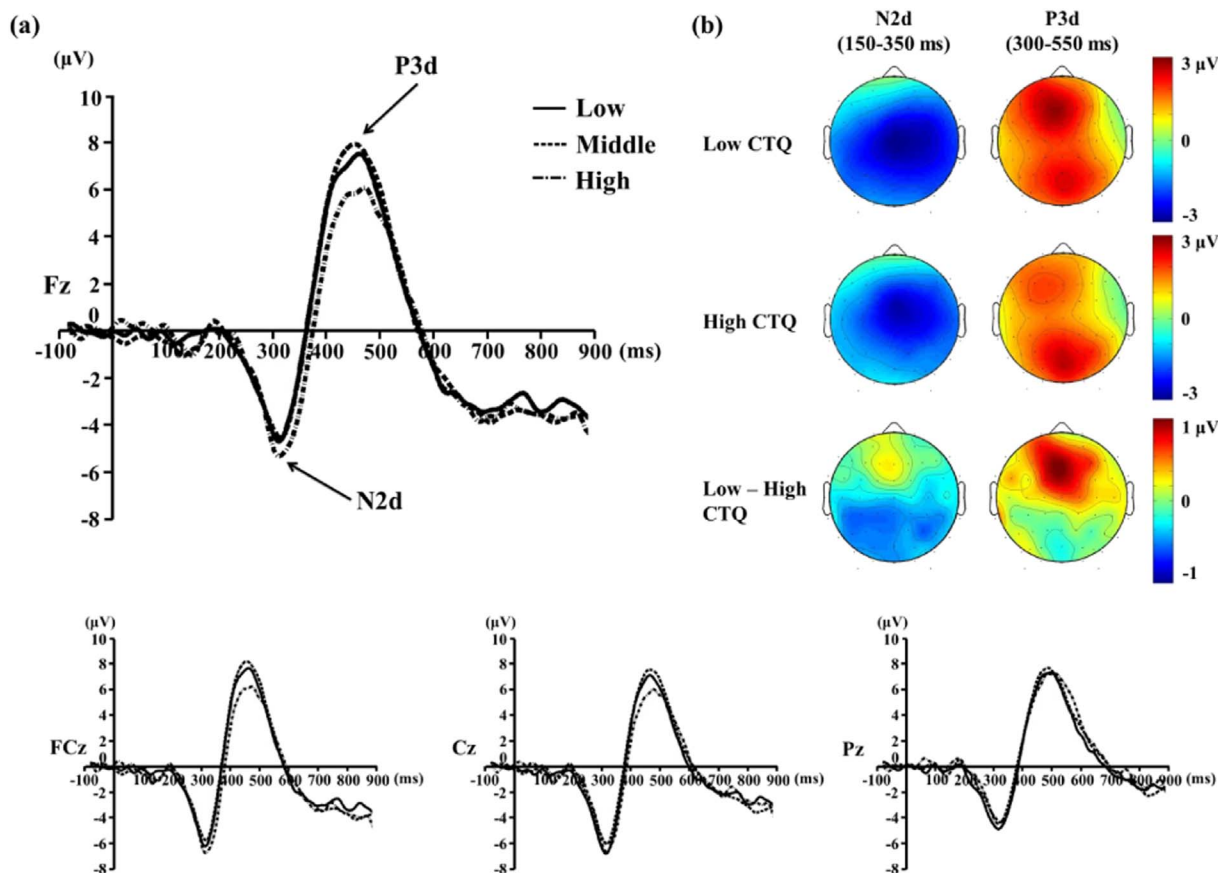 (a)
(μV)
10
8
6
4
2
0
-2
-4
-6
-8
Fz
-100 100 200 300 400 500 600 700 800 900 (ms)
P3d
N2d
Low
Middle
High
(b)
N2d
(150-350 ms)
P3d
(300-550 ms)
Low CTQ
3 μV
0
-3
High CTQ
3 μV
0
-3
Low – High
CTQ
1 μV
0
-1
(μV)
10
8
6
4
2
0
-2
-4
-6
-8
FCz
-100 100 200 300 400 500 600 700 800 900 (ms)
(μV)
10
8
6
4
2
0
-2
-4
-6
-8
Cz
-100 100 200 300 400 500 600 700 800 900 (ms)
(μV)
10
8
6
4
2
0
-2
-4
-6
-8
Pz
-100 100 200 300 400 500 600 700 800 900 (ms)